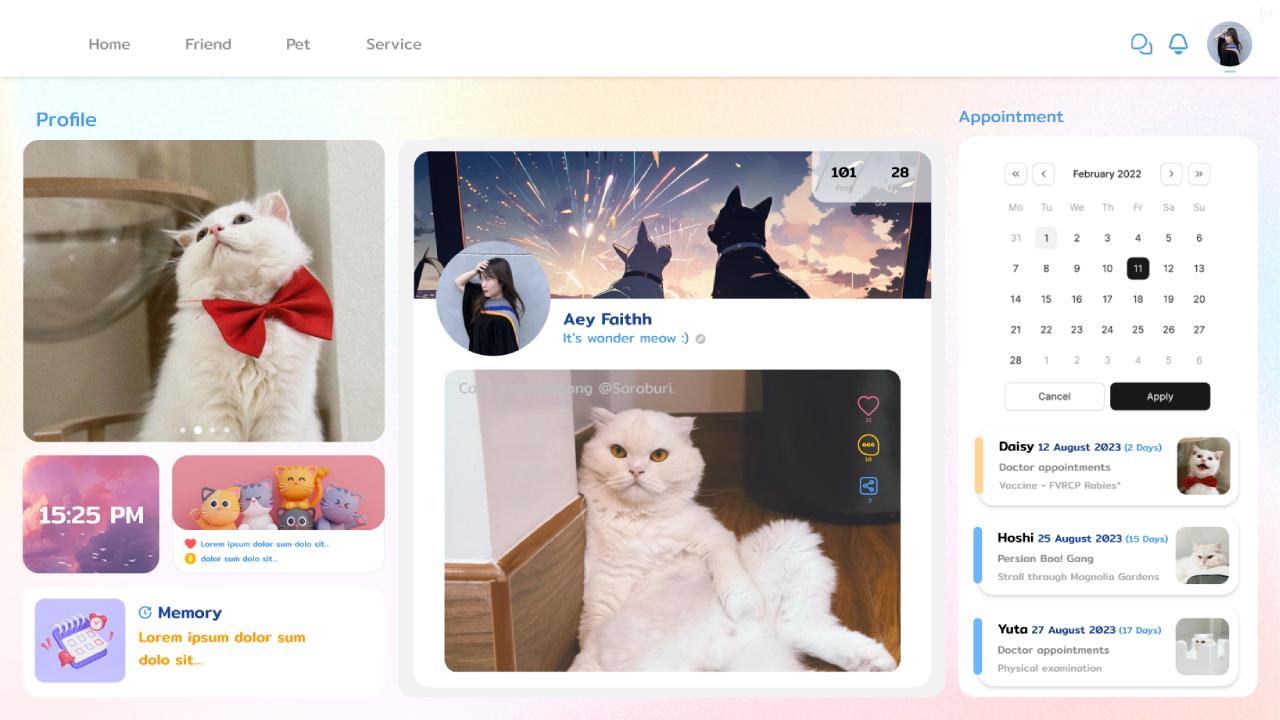 Home Friend Pet Service
Profile
15:25 PM
Lorem ipsum dolor sum dolo sit...
dolor sum dolo sit...
Memory
Lorem ipsum dolor sum
dolo sit...
101 28
Post
Aey Faithh
It's wonder meow :)
@Saraburi.
32
10
3
Appointment
« ‹ February 2022 › »
Mo Tu We Th Fr Sa Su
31 1 2 3 4 5 6
7 8 9 10 11 12 13
14 15 16 17 18 19 20
21 22 23 24 25 26 27
28 1 2 3 4 5 6
Cancel Apply
Daisy 12 August 2023 (2 Days)
Doctor appointments
Vaccine - FVRCP Rabies*
Hoshi 25 August 2023 (15 Days)
Persian Boo! Gang
Stroll through Magnolia Gardens
Yuta 27 August 2023 (17 Days)
Doctor appointments
Physical examination